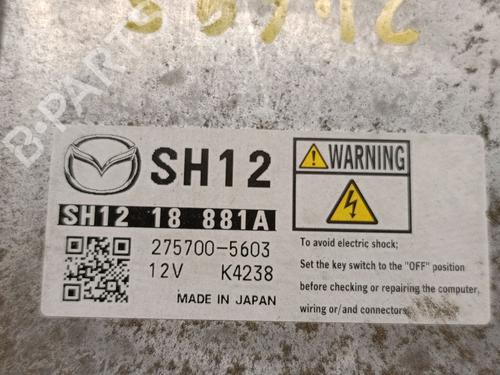 B-PARTS
SH12
SH12 18 881A
275700-5603
12V K4238
MADE IN JAPAN
WARNING
To avoid electric shock;
Set the key switch to the "OFF" position
before checking or repairing the computer,
wiring or/and connectors.